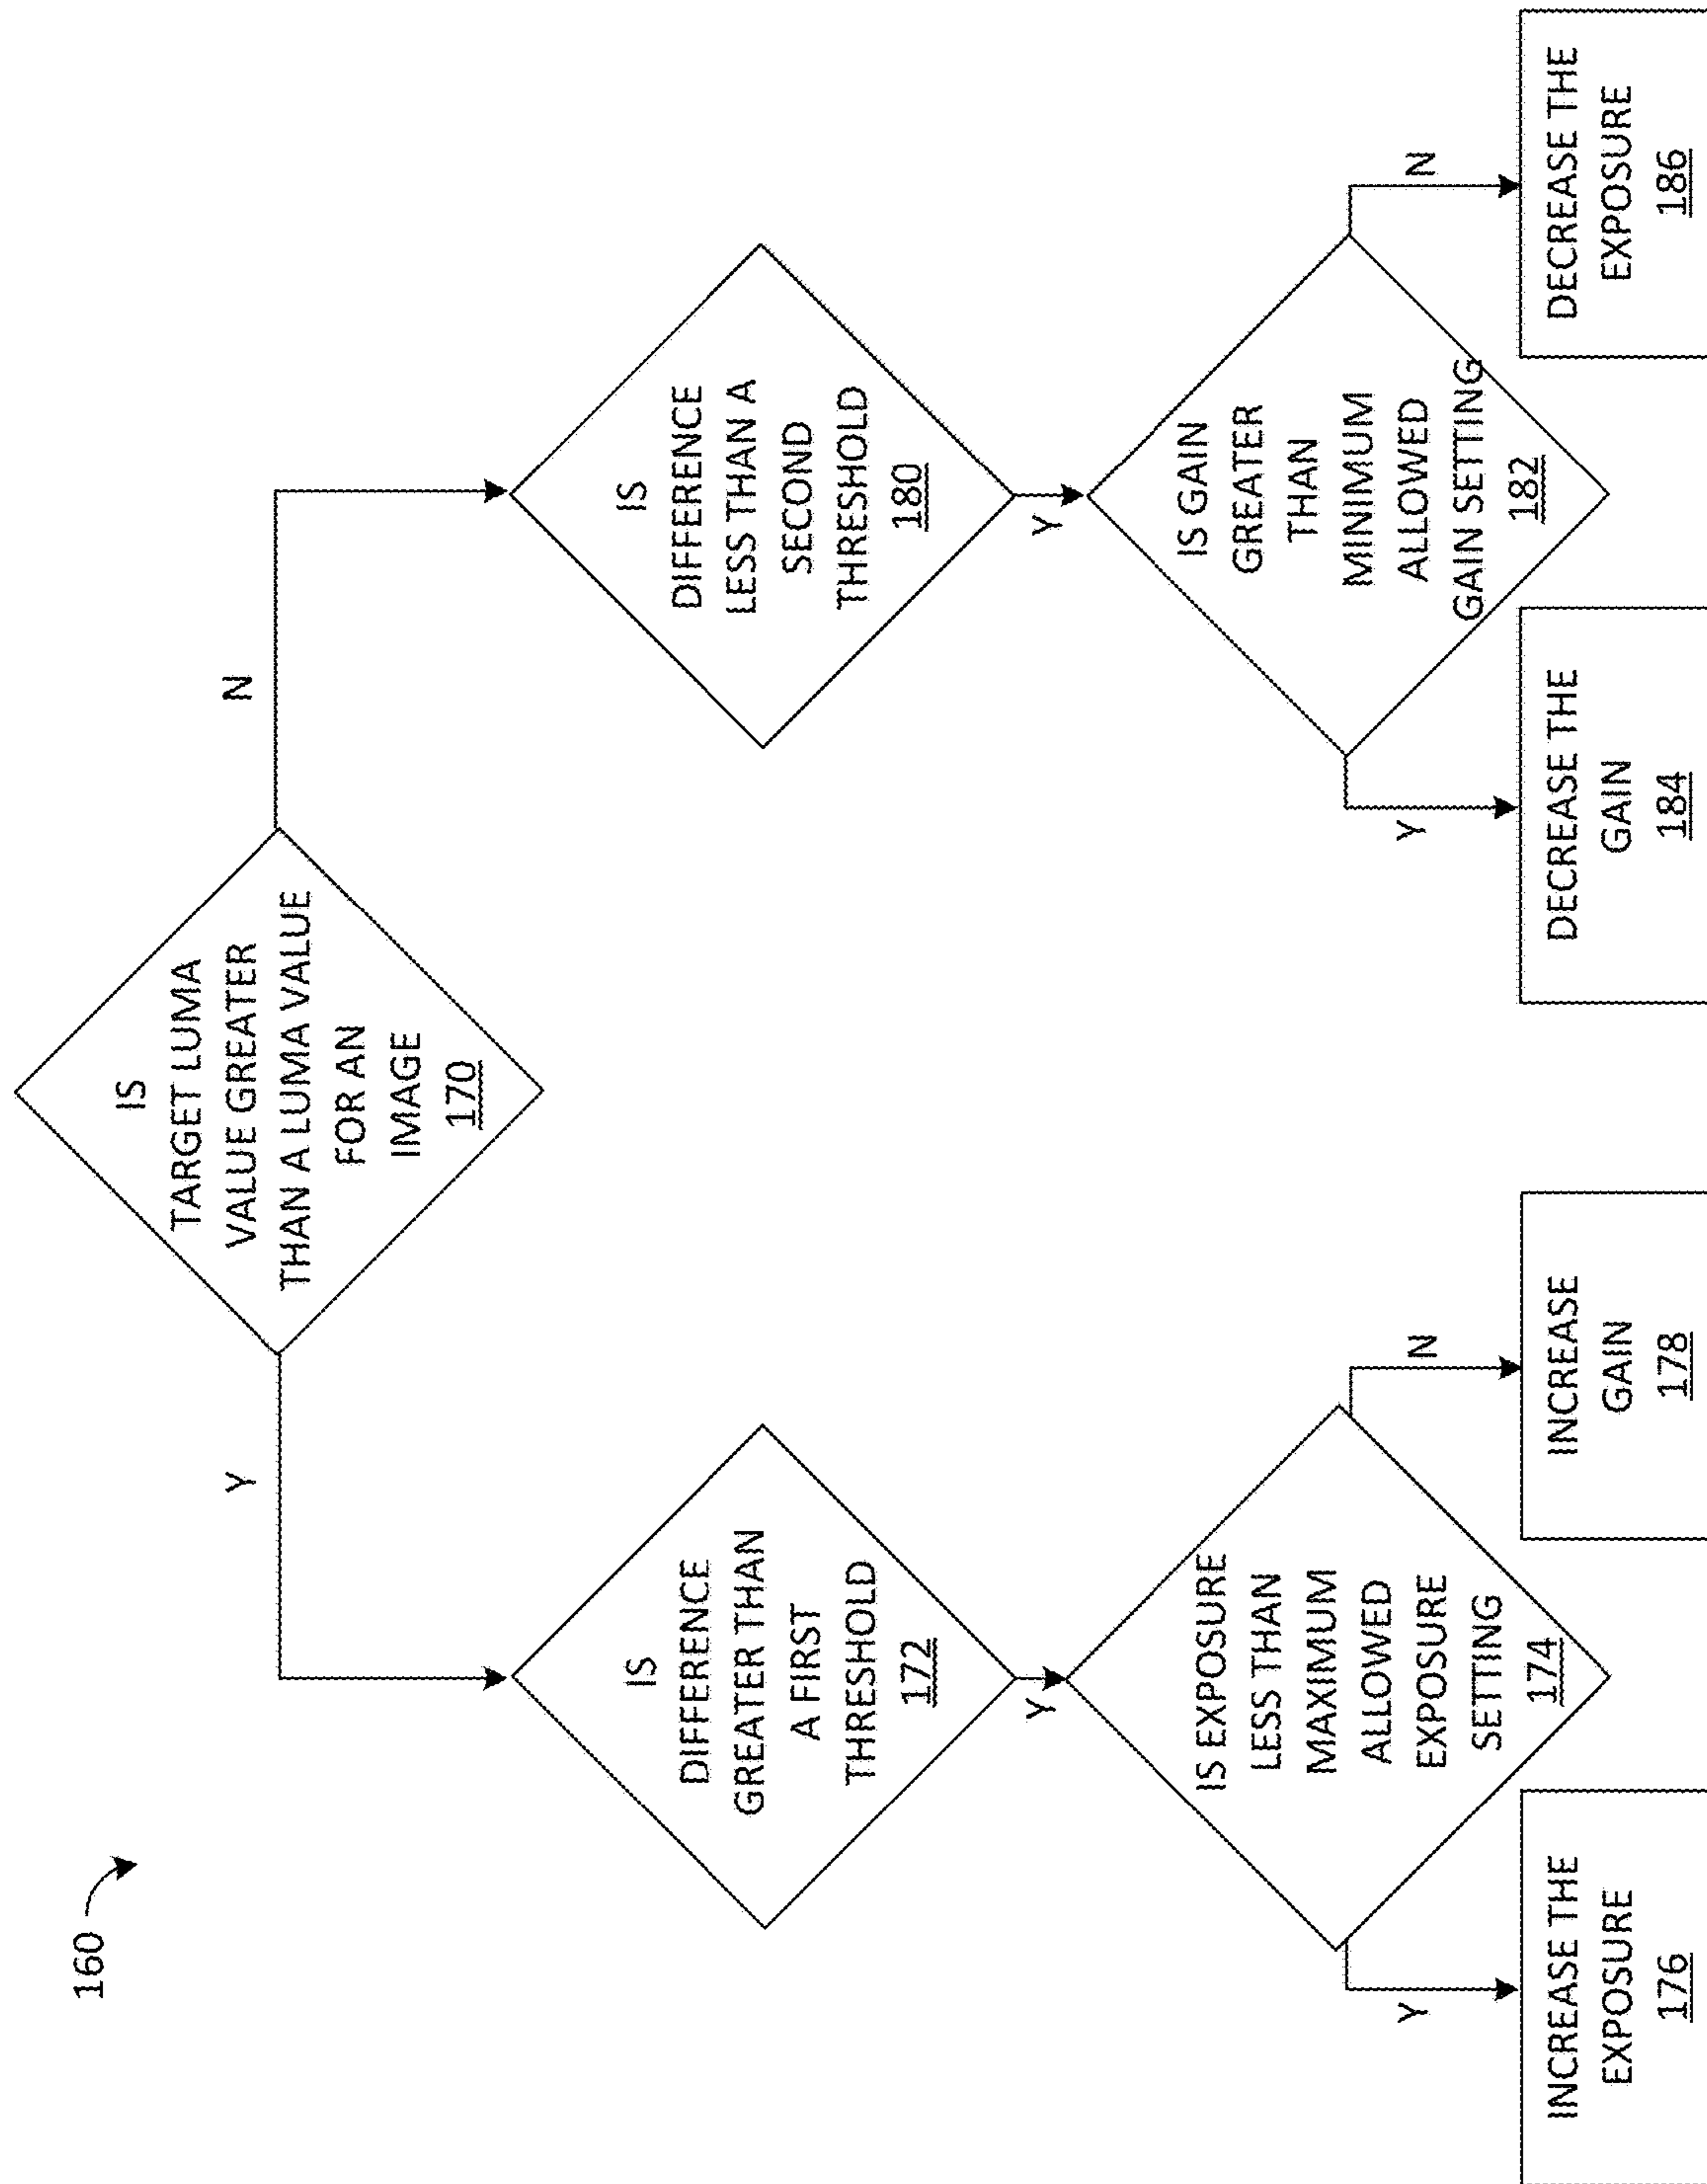 160
IS
TARGET LUMA
VALUE GREATER
THAN A LUMA VALUE
FOR AN
IMAGE
170
Y
N
IS
DIFFERENCE
GREATER THAN
A FIRST
THRESHOLD
172
Y
IS EXPOSURE
LESS THAN
MAXIMUM
ALLOWED
EXPOSURE
SETTING
174
Y
N
INCREASE THE
EXPOSURE
176
INCREASE
GAIN
178
IS
DIFFERENCE
LESS THAN A
SECOND
THRESHOLD
180
Y
IS GAIN
GREATER
THAN
MINIMUM
ALLOWED
GAIN SETTING
182
Y
N
DECREASE THE
GAIN
184
DECREASE THE
EXPOSURE
186